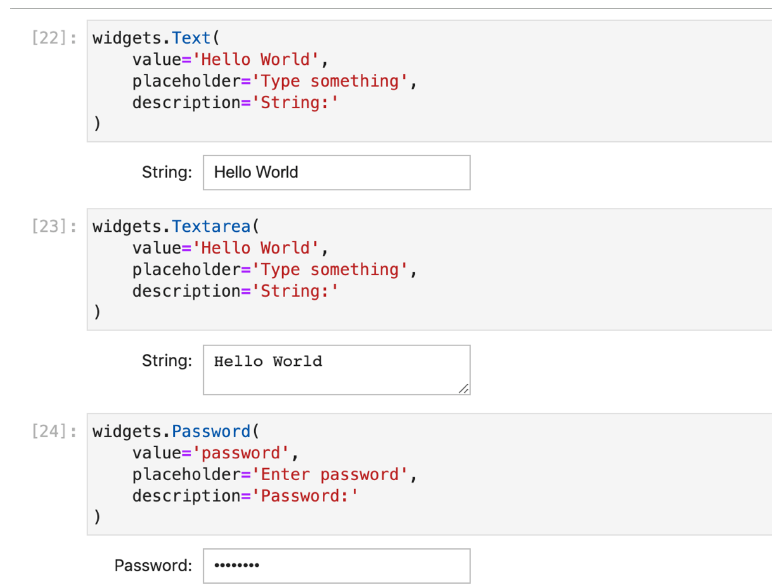 [22]: widgets.Text(
    value='Hello World',
    placeholder='Type something',
    description='String:'
)
String: Hello World
[23]: widgets.Textarea(
    value='Hello World',
    placeholder='Type something',
    description='String:'
)
String: Hello World
[24]: widgets.Password(
    value='password',
    placeholder='Enter password',
    description='Password:'
)
Password: ••••••••